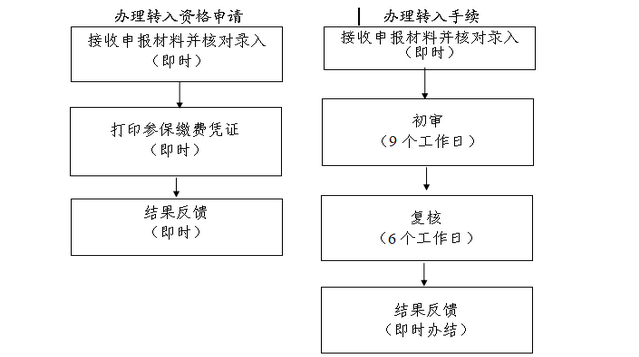 办理转入资格申请
接收申报材料并核对录入
（即时）
打印参保缴费凭证
（即时）
结果反馈
（即时）
办理转入手续
接收申报材料并核对录入
（即时）
初审
（9 个工作日）
复核
（6 个工作日）
结果反馈
（即时办结）